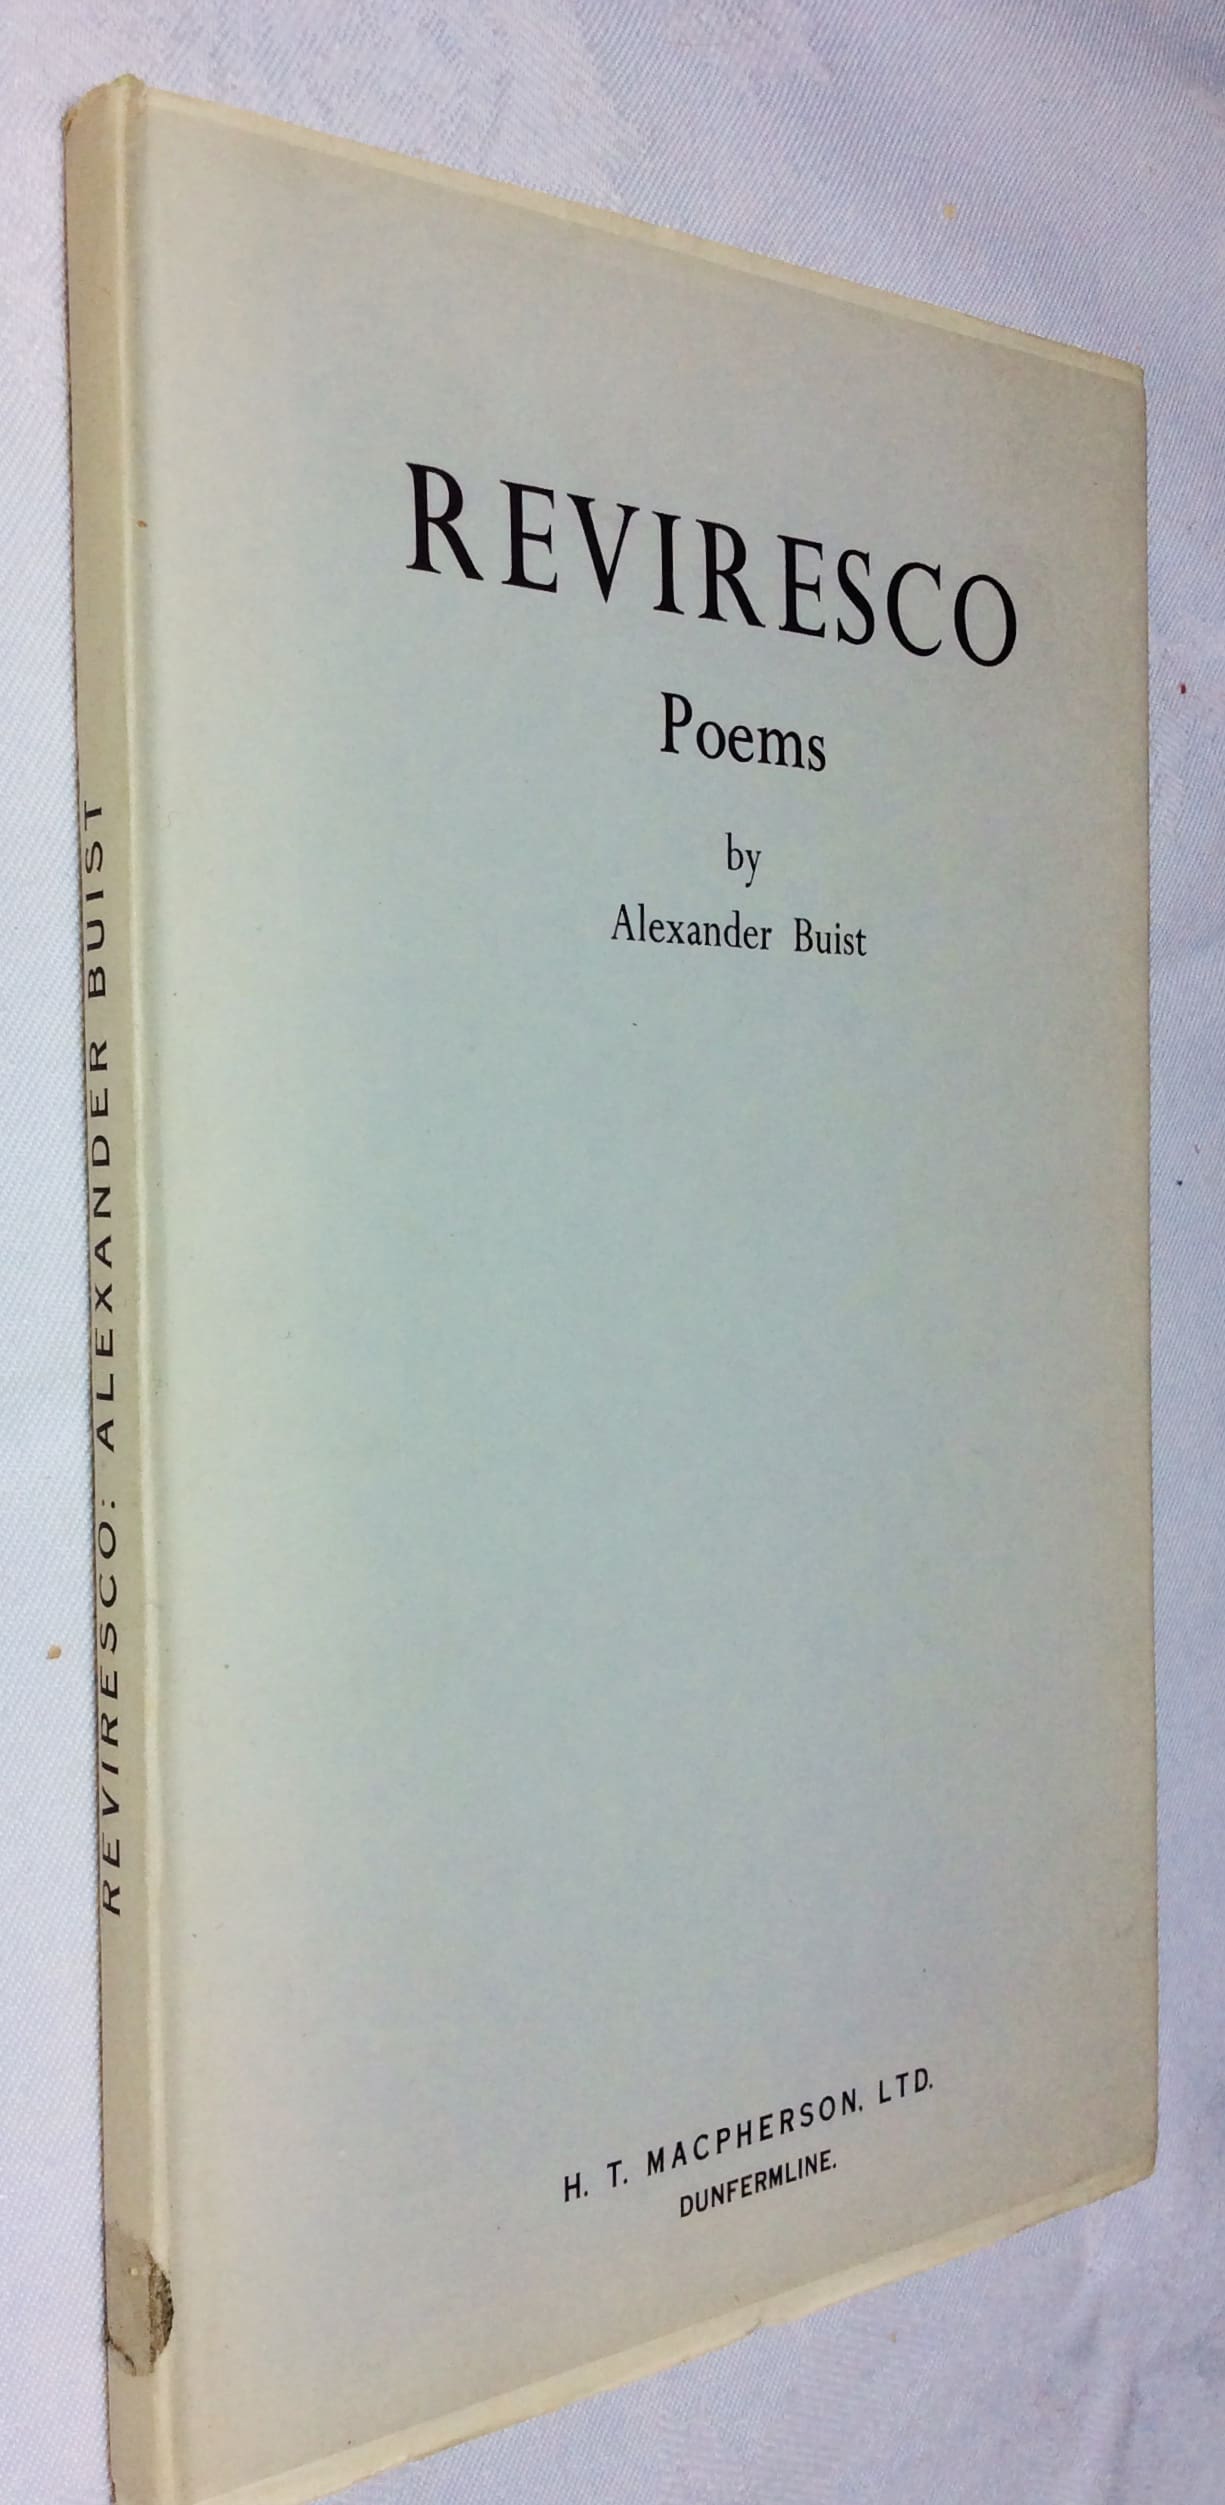 REVIRESCO
Poems
by
Alexander Buist
H. T. MACPHERSON, LTD.
DUNFERMLINE.
REVIRESCO: ALEXANDER BUIST